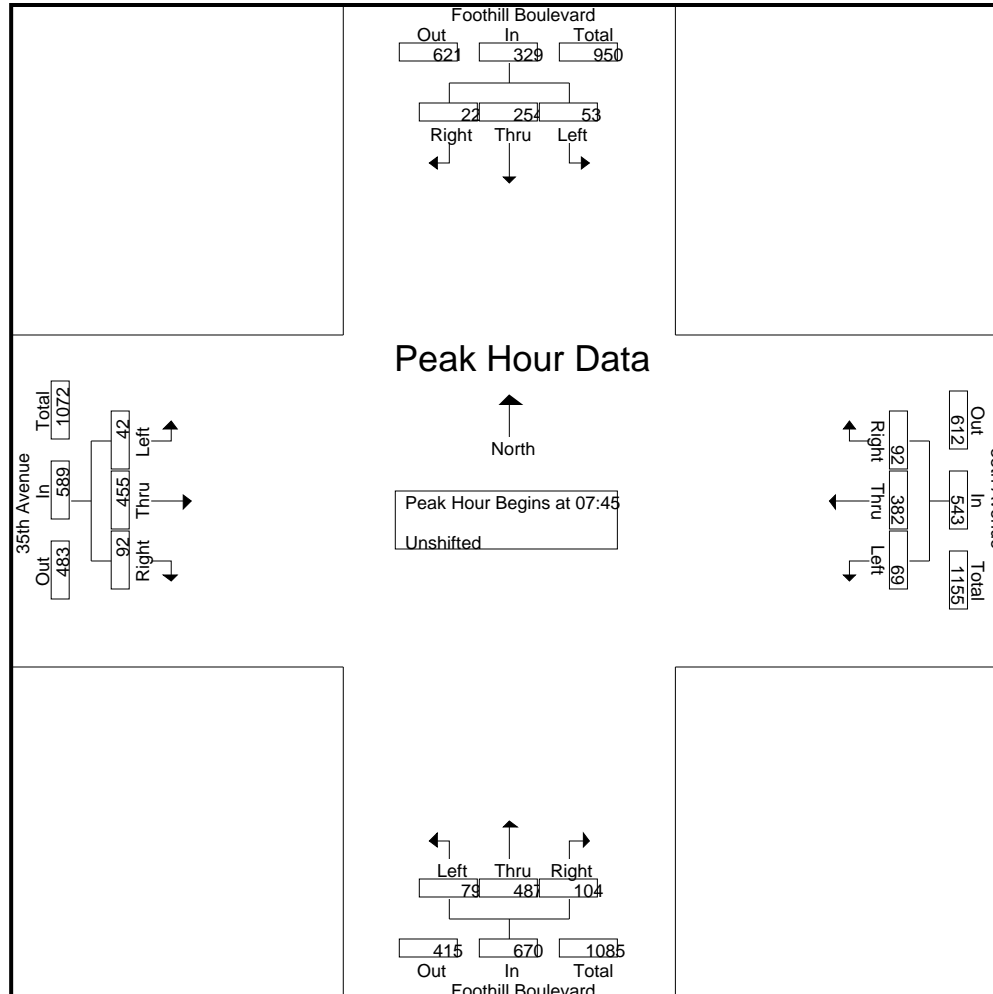 Foothill Boulevard
Out In Total
621 329 950
22 254 53
Right Thru Left
Peak Hour Data
North
Peak Hour Begins at 07:45
Unshifted
35th Avenue
Total In Out
1072 589 483
42 455 92
Left Thru Right
Right Thru Left
92 382 69
Out In Total
612 543 1155
Left Thru Right
79 487 104
415 670 1085
Out In Total
Foothill Boulevard